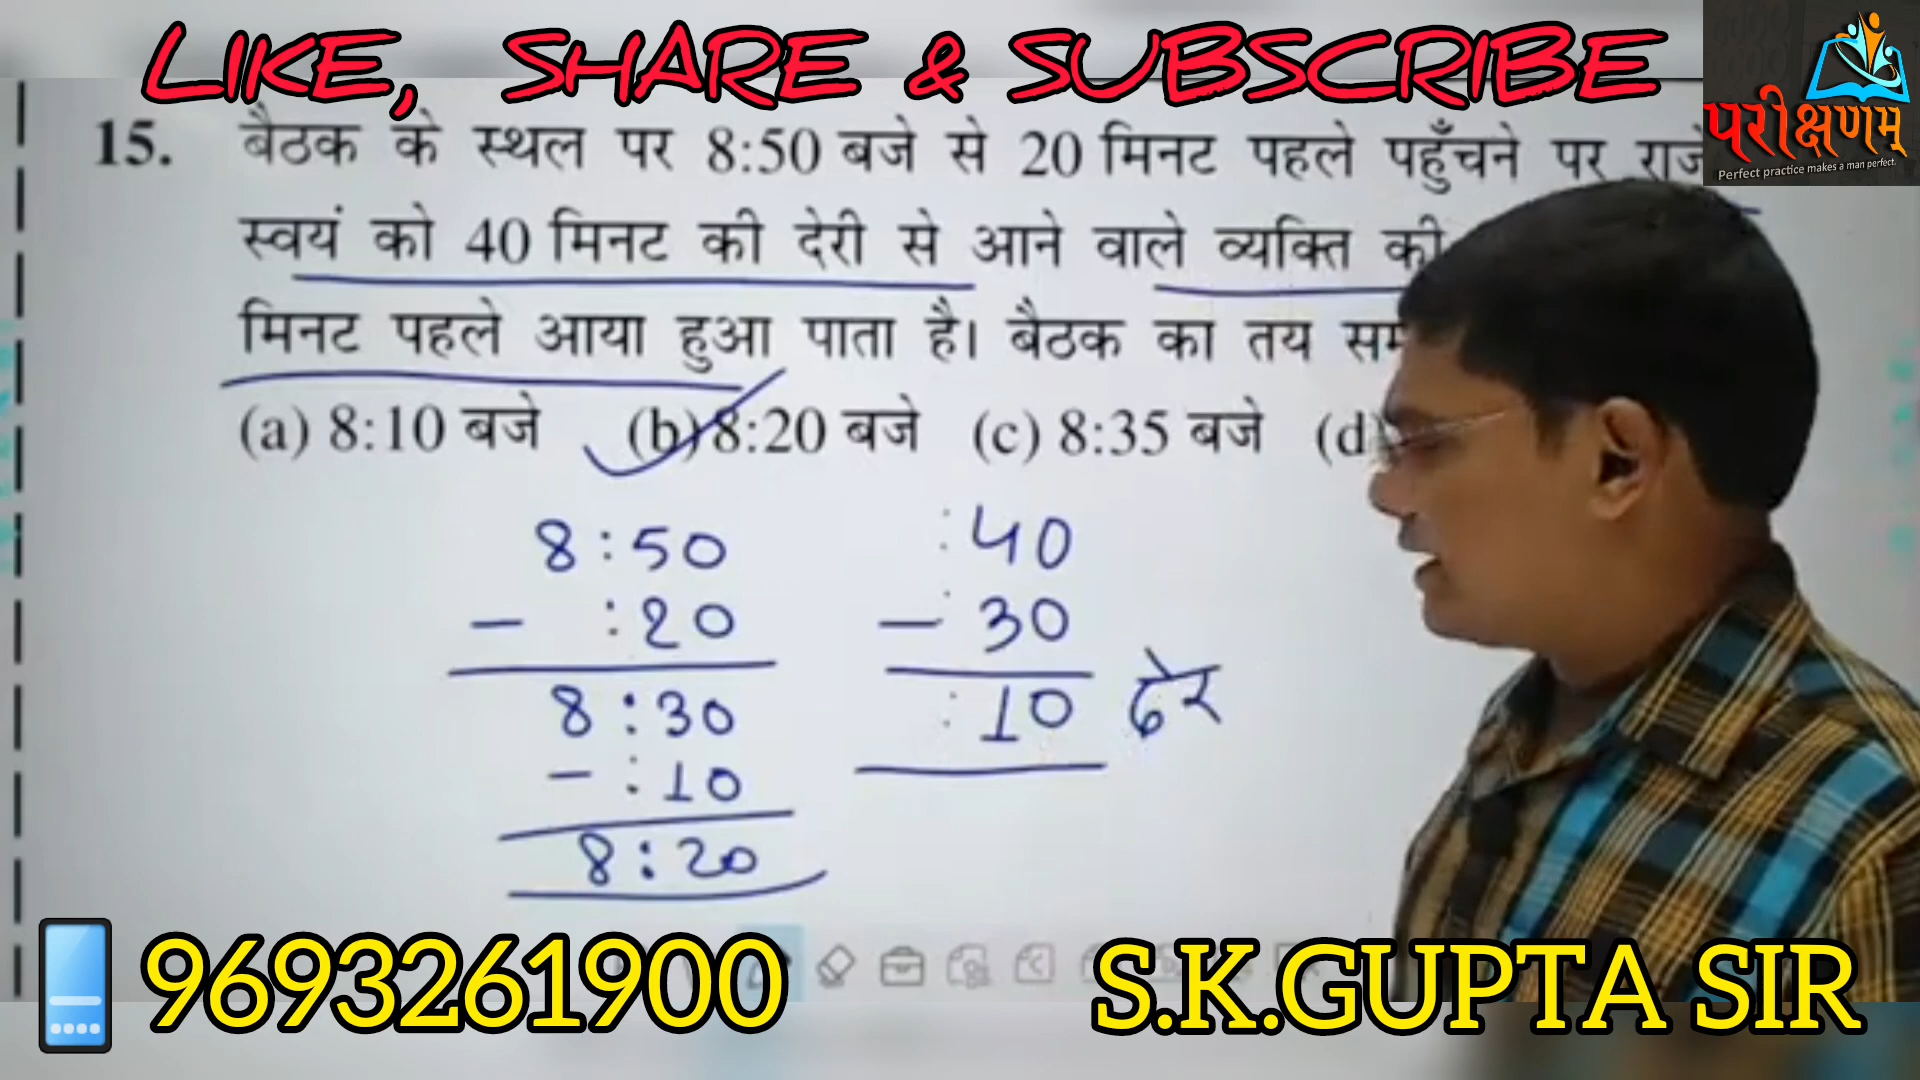 LIKE, SHARE & SUBSCRIBE
परीक्षणम्
Perfect practice makes a man perfect.
15. बैठक के स्थल पर 8:50 बजे से 20 मिनट पहले पहुँचने पर
स्वयं को 40 मिनट की देरी से आने वाले व्यक्ति की
मिनट पहले आया हुआ पाता है। बैठक का तय
(a) 8:10 बजे (b) 8:20 बजे (c) 8:35 बजे (d)
8:50 :40
- :20 - 30
8:30 :10 देर
- :10
8:20
9693261900 S.K.GUPTA SIR